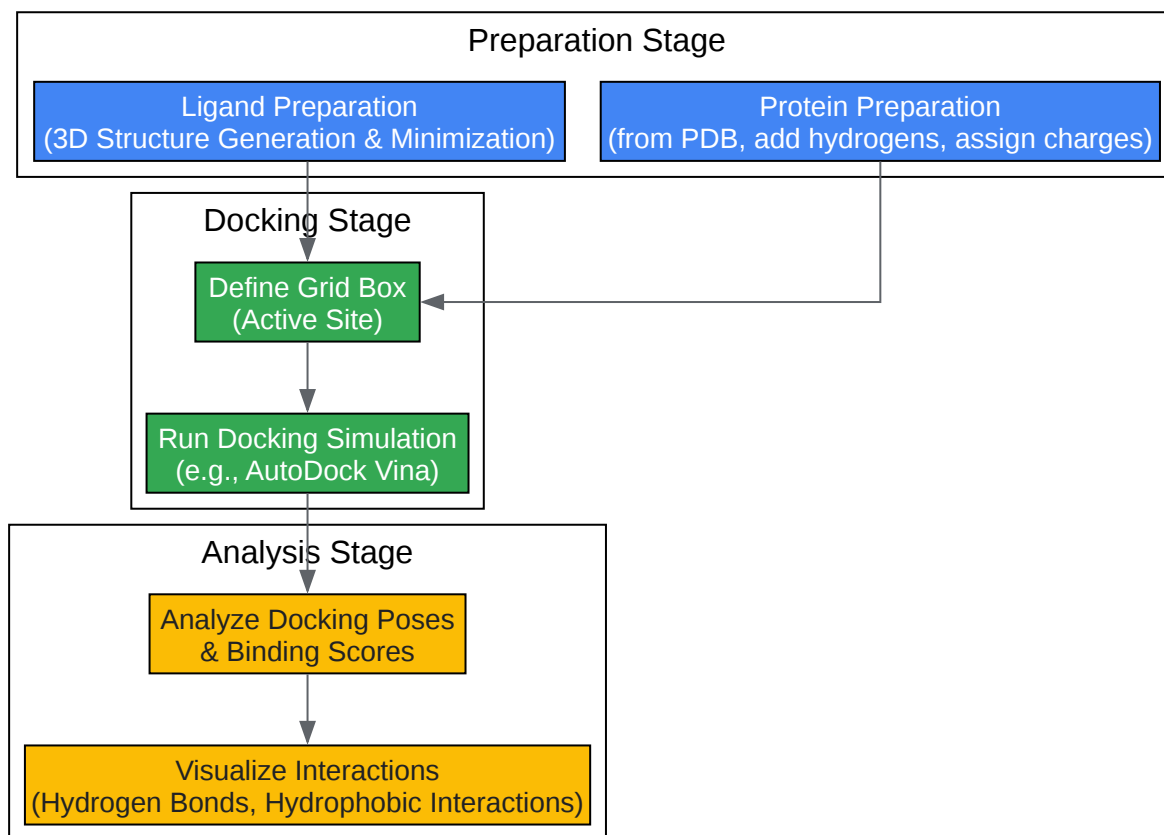 Preparation Stage
Ligand Preparation
(3D Structure Generation & Minimization)
Protein Preparation
(from PDB, add hydrogens, assign charges)
Docking Stage
Define Grid Box
(Active Site)
Run Docking Simulation
(e.g., AutoDock Vina)
Analysis Stage
Analyze Docking Poses
& Binding Scores
Visualize Interactions
(Hydrogen Bonds, Hydrophobic Interactions)